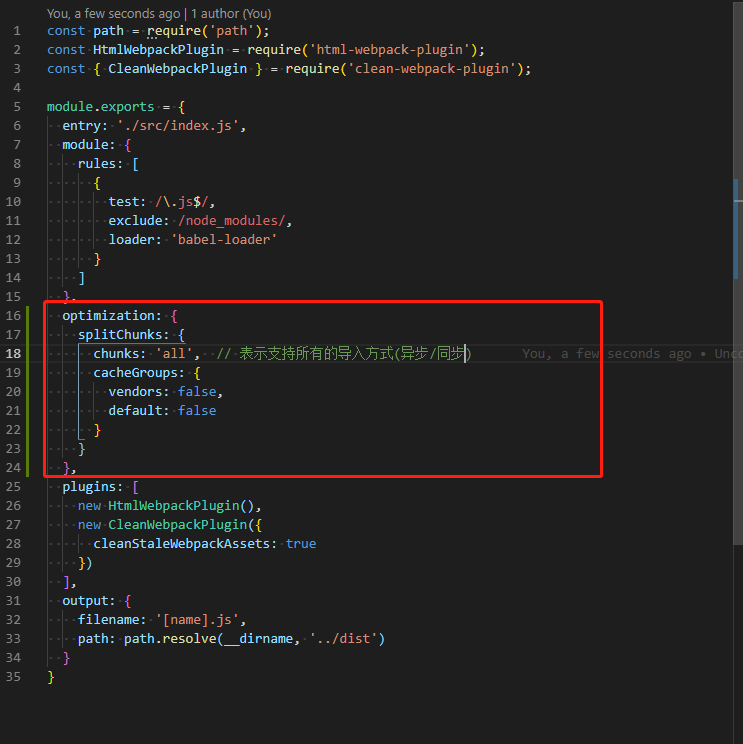 You, a few seconds ago | 1 author (You)
1 const path = require('path');
2 const HtmlWebpackPlugin = require('html-webpack-plugin');
3 const { CleanWebpackPlugin } = require('clean-webpack-plugin');
4
5 module.exports = {
6   entry: './src/index.js',
7   module: {
8     rules: [
9       {
10         test: /\.js$/,
11         exclude: /node_modules/,
12         loader: 'babel-loader'
13       }
14     ]
15   },
16   optimization: {
17     splitChunks: {
18       chunks: 'all',  // 表示支持所有的导入方式(异步/同步) You, a few seconds ago • Unco
19       cacheGroups: {
20         vendors: false,
21         default: false
22       }
23     }
24   },
25   plugins: [
26     new HtmlWebpackPlugin(),
27     new CleanWebpackPlugin({
28       cleanStaleWebpackAssets: true
29     })
30   ],
31   output: {
32     filename: '[name].js',
33     path: path.resolve(__dirname, '../dist')
34   }
35 }